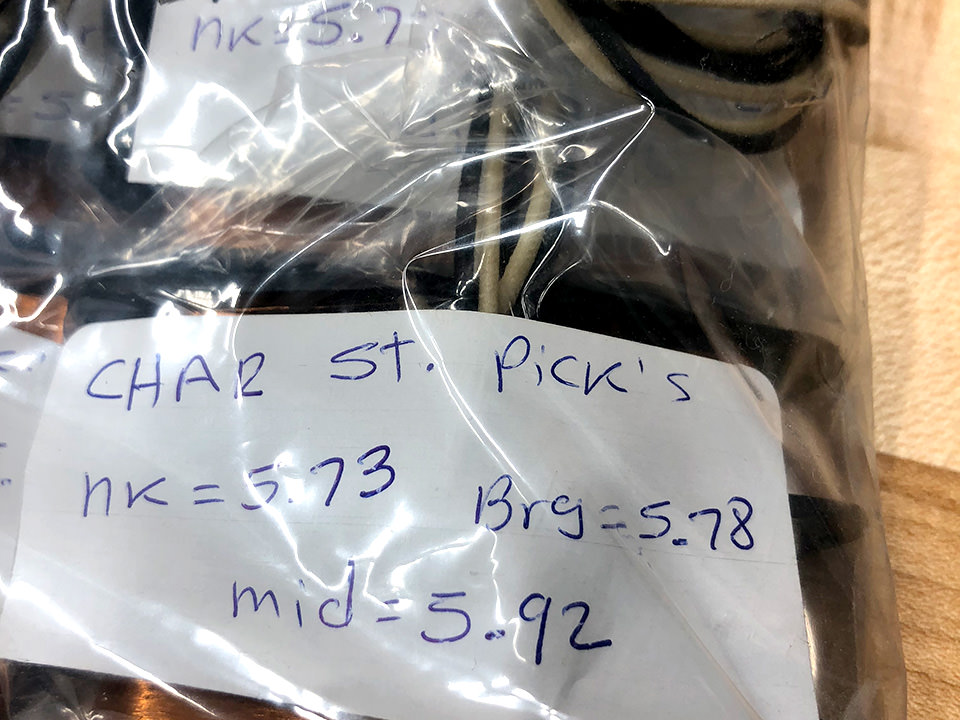 nK=5.7
CHAR St. PiCK's
nK = 5.73 Brg = 5.78
mid = 5.92